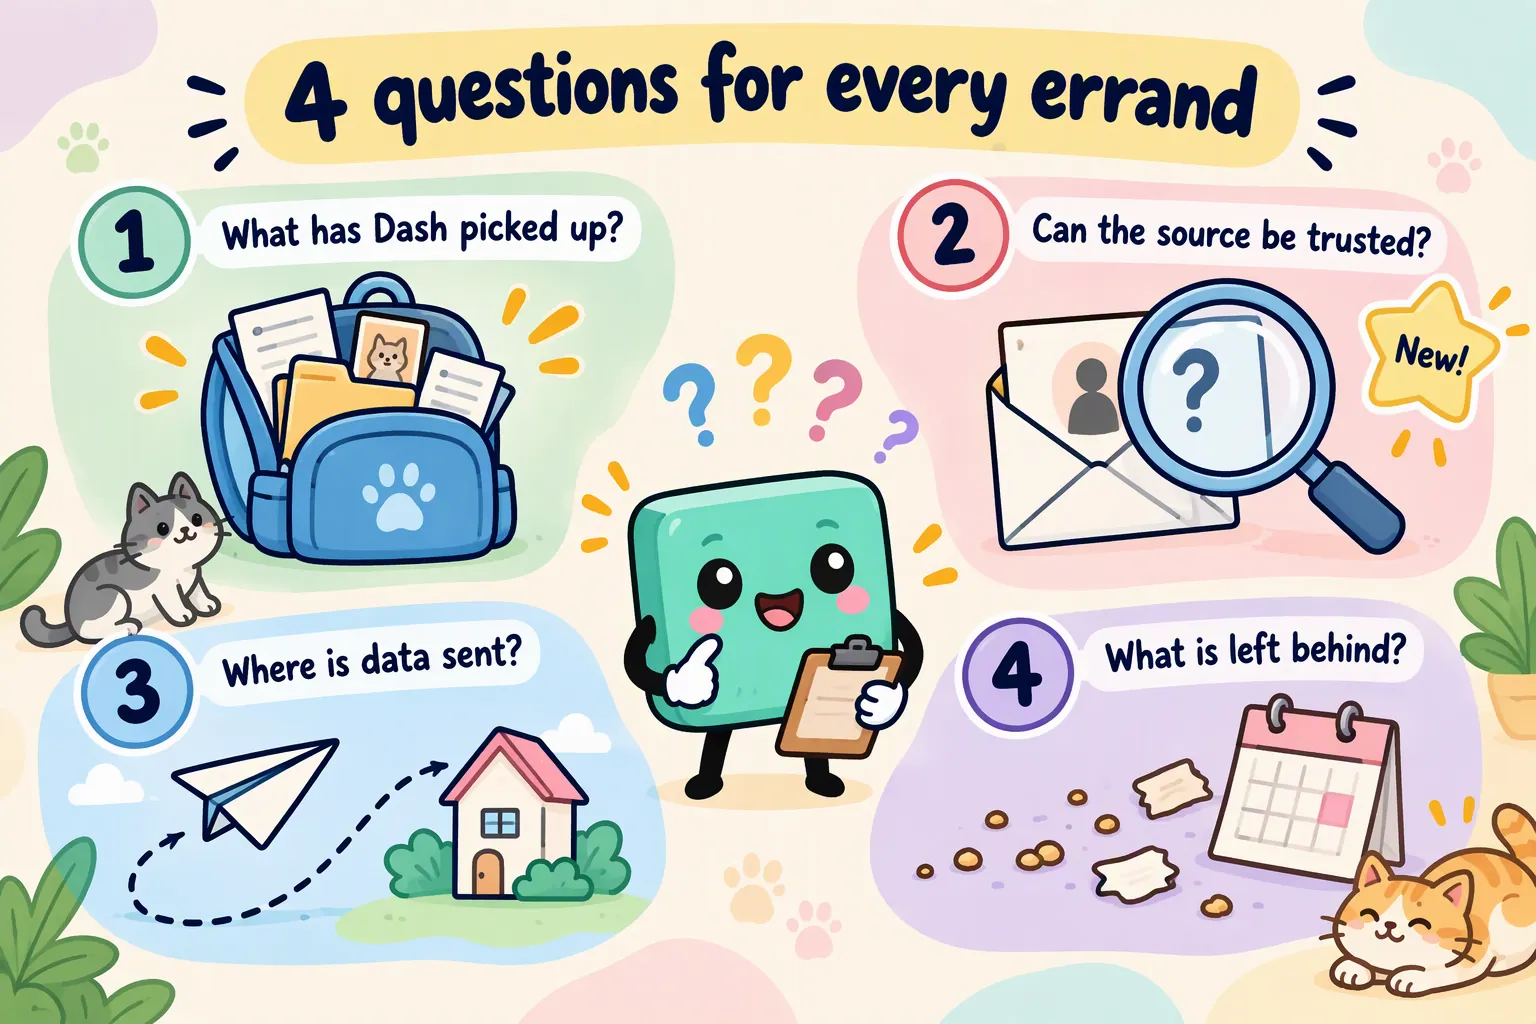 4 questions for every errand
1
What has Dash picked up?
2
Can the source be trusted?
?
New!
? ? ? ?
3
Where is data sent?
4
What is left behind?